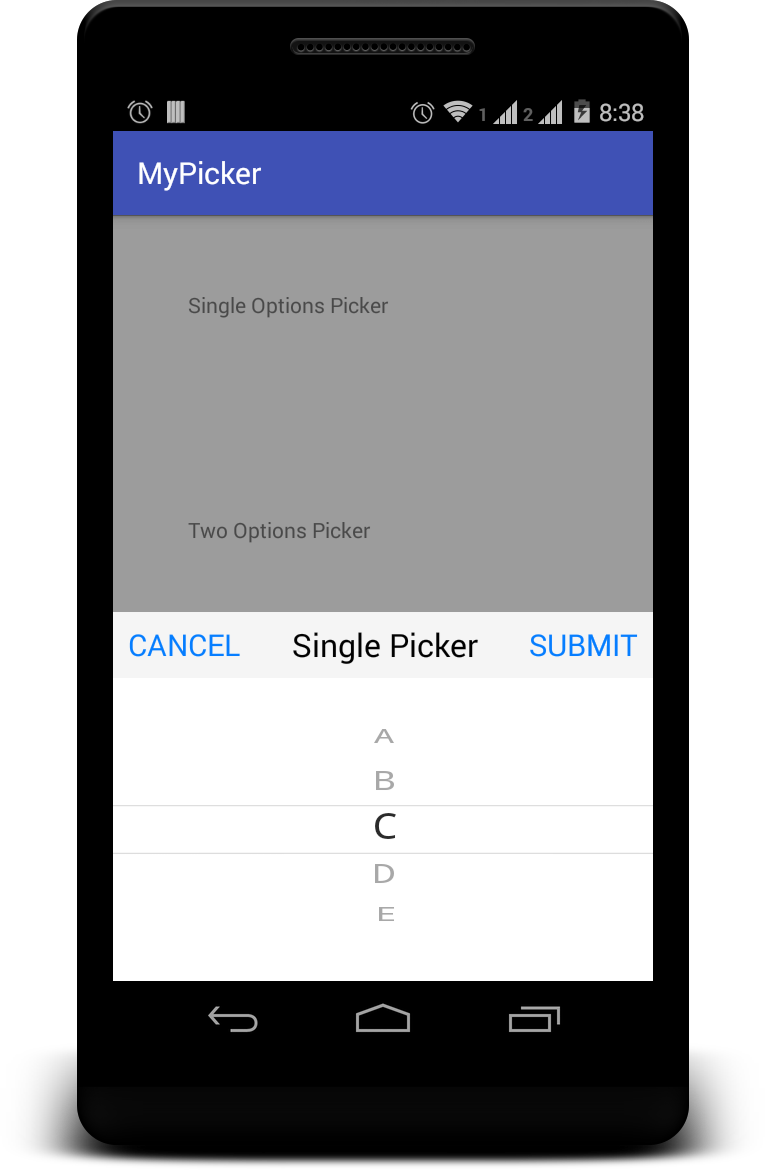 1 2 8:38
MyPicker
Single Options Picker
Two Options Picker
CANCEL Single Picker SUBMIT
A
B
C
D
E